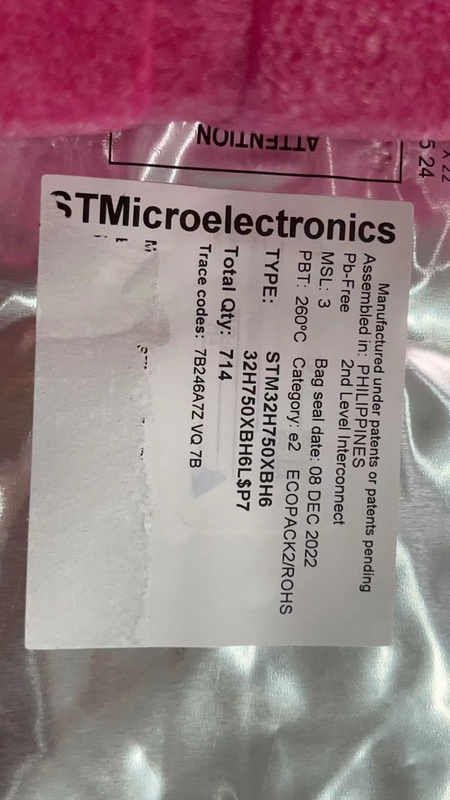 ATTENTION
5 24
STMicroelectronics
Manufactured under patents or patents pending
Assembled in: PHILIPPINES
Pb-Free 2nd Level Interconnect
MSL: 3 Bag seal date: 08 DEC 2022
PBT: 260°C Category: e2 ECOPACK2/ROHS
TYPE: STM32H750XBH6
32H750XBH6L$P7
Total Qty: 714
Trace codes: 7B246A7Z VQ 7B